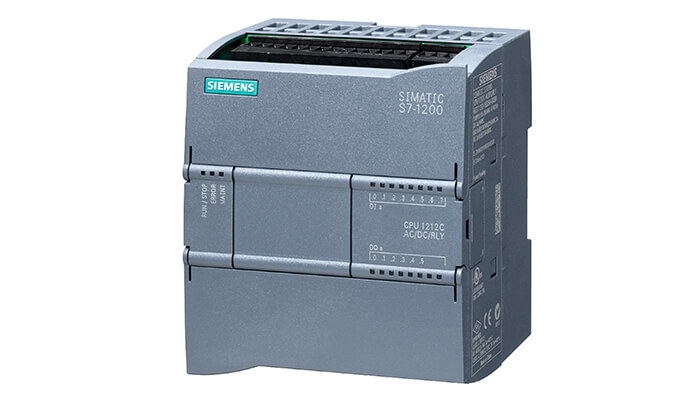 SIEMENS
SIMATIC
S7-1200
RUN / STOP
ERROR
MAINT
0 .1 .2 .3 .4 .5 .6 .7
DI a
CPU 1212C
AC/DC/RLY
DQ a
0 .1 .2 .3 .4 .5